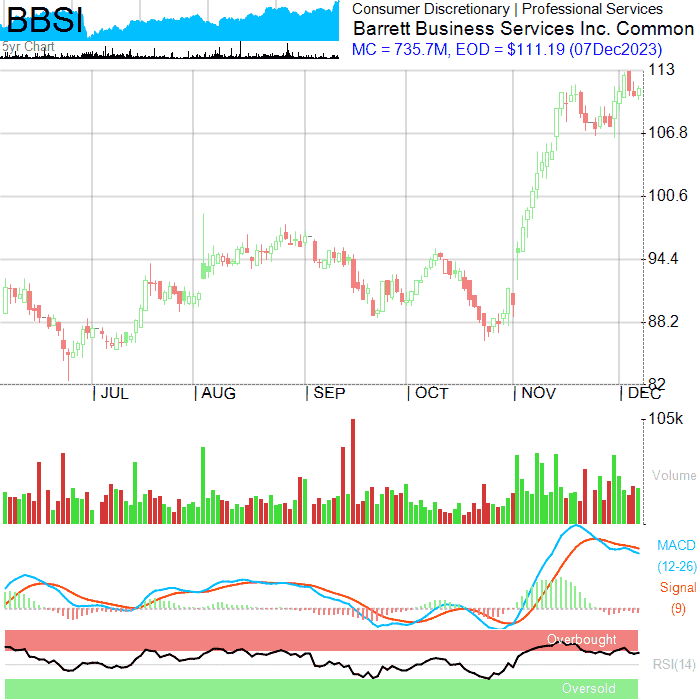 BBSI
5yr Chart
Consumer Discretionary | Professional Services
Barrett Business Services Inc. Common
MC = 735.7M, EOD = $111.19 (07Dec2023)
113
106.8
100.6
94.4
88.2
82
| JUL | AUG | SEP | OCT | NOV | DEC
105k
Volume
MACD
(12-26)
Signal
(9)
Overbought
RSI(14)
Oversold